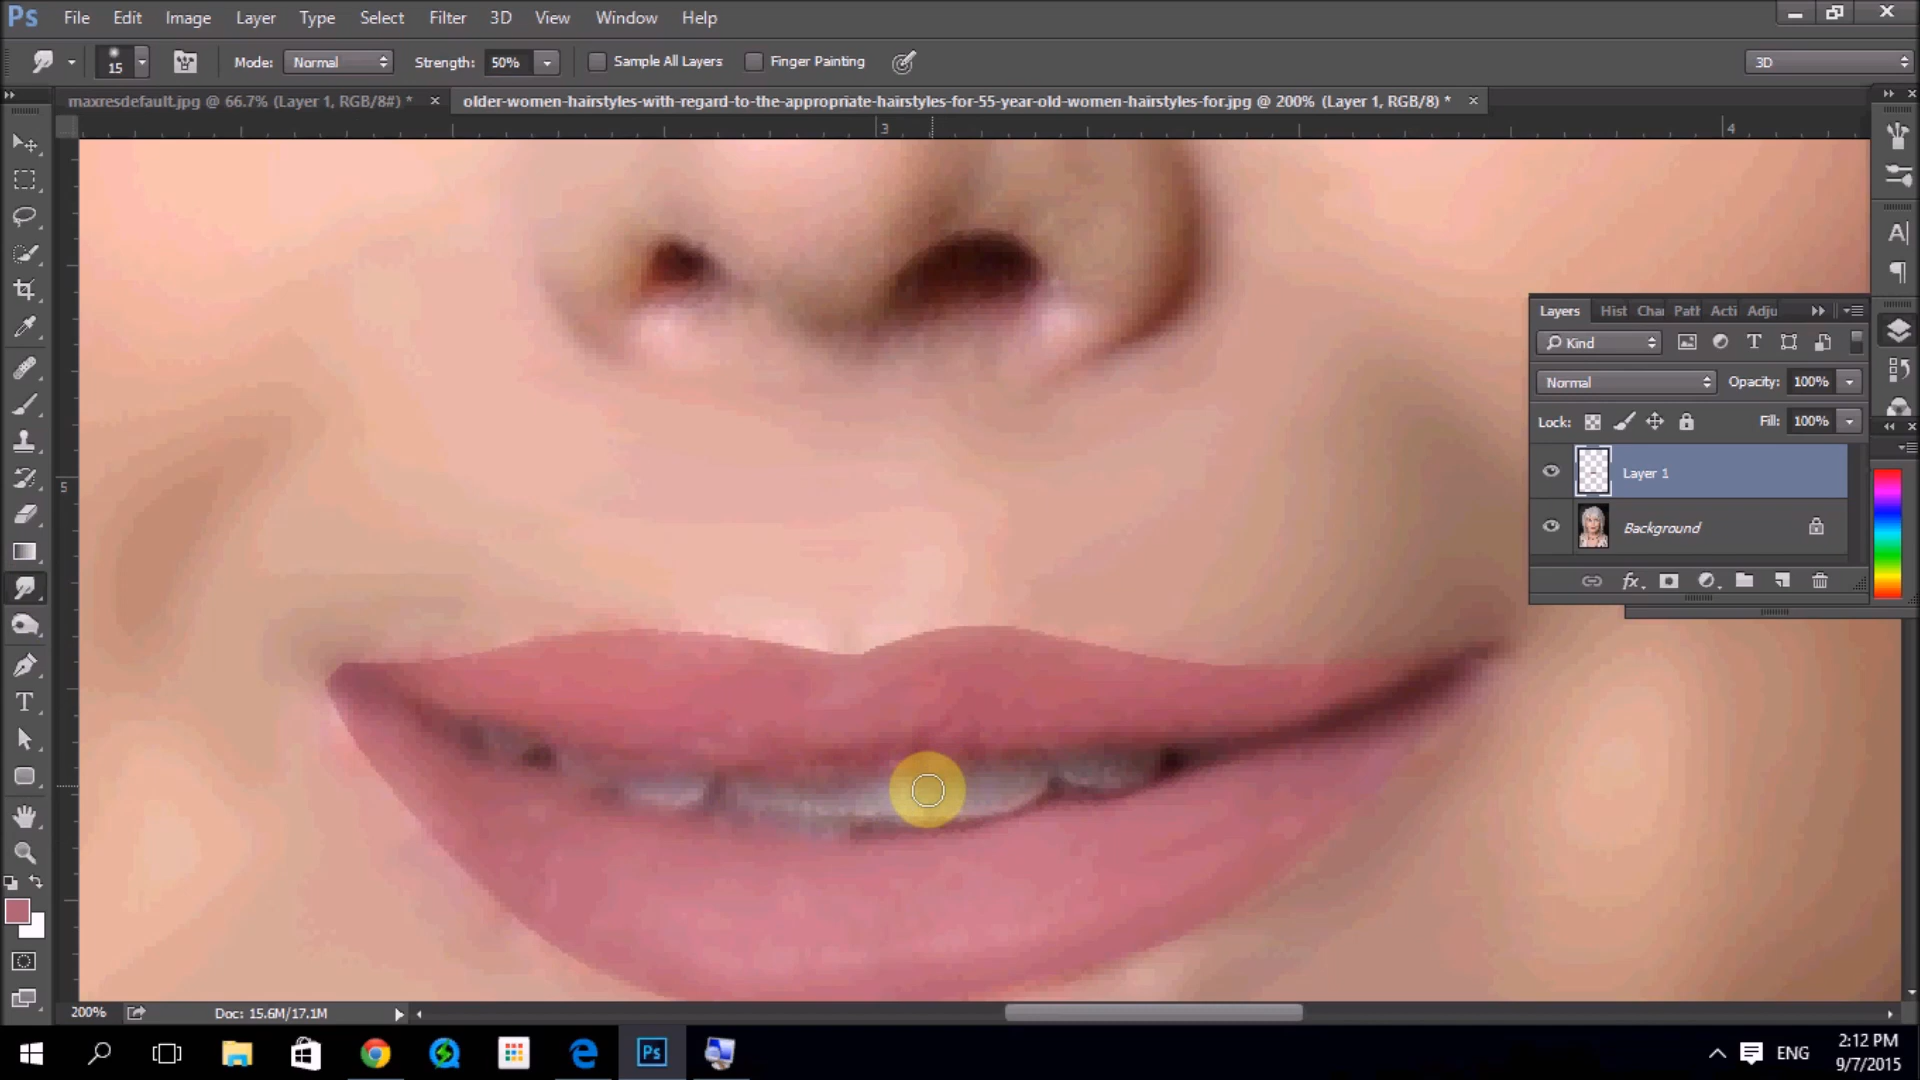 Ps File Edit Image Layer Type Select Filter 3D View Window Help
15 Mode: Normal Strength: 50% Sample All Layers Finger Painting 3D
maxresdefault.jpg @ 66.7% (Layer 1, RGB/8#) * × older-women-hairstyles-with-regard-to-the-appropriate-hairstyles-for-55-year-old-women-hairstyles-for.jpg @ 200% (Layer 1, RGB/8) * ×
3 4
5
Layers Hist Char Path Acti Adju
Kind
Normal Opacity: 100%
Lock: Fill: 100%
Layer 1
Background
fx
200% Doc: 15.6M/17.1M
Ps ENG 2:12 PM
9/7/2015